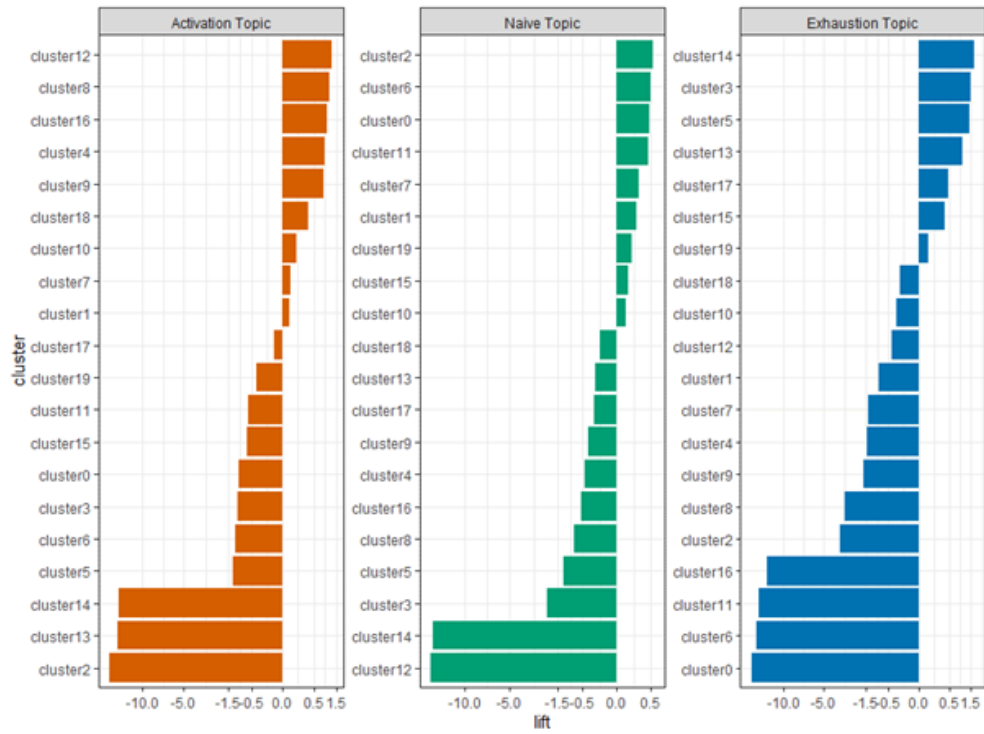 Activation Topic
Naive Topic
Exhaustion Topic
cluster
cluster12
cluster8
cluster16
cluster4
cluster9
cluster18
cluster10
cluster7
cluster1
cluster17
cluster19
cluster11
cluster15
cluster0
cluster3
cluster6
cluster5
cluster14
cluster13
cluster2
-10.0 -5.0 -1.5 -0.5 0.0 0.5 1.5
cluster2
cluster6
cluster0
cluster11
cluster7
cluster1
cluster19
cluster15
cluster10
cluster18
cluster13
cluster17
cluster9
cluster4
cluster16
cluster8
cluster5
cluster3
cluster14
cluster12
-10.0 -5.0 -1.5 -0.5 0.0 0.5
cluster14
cluster3
cluster5
cluster13
cluster17
cluster15
cluster19
cluster18
cluster10
cluster12
cluster1
cluster7
cluster4
cluster9
cluster8
cluster2
cluster16
cluster11
cluster6
cluster0
-10.0 -5.0 -1.5 -0.5 0.0 0.5 1.5
lift